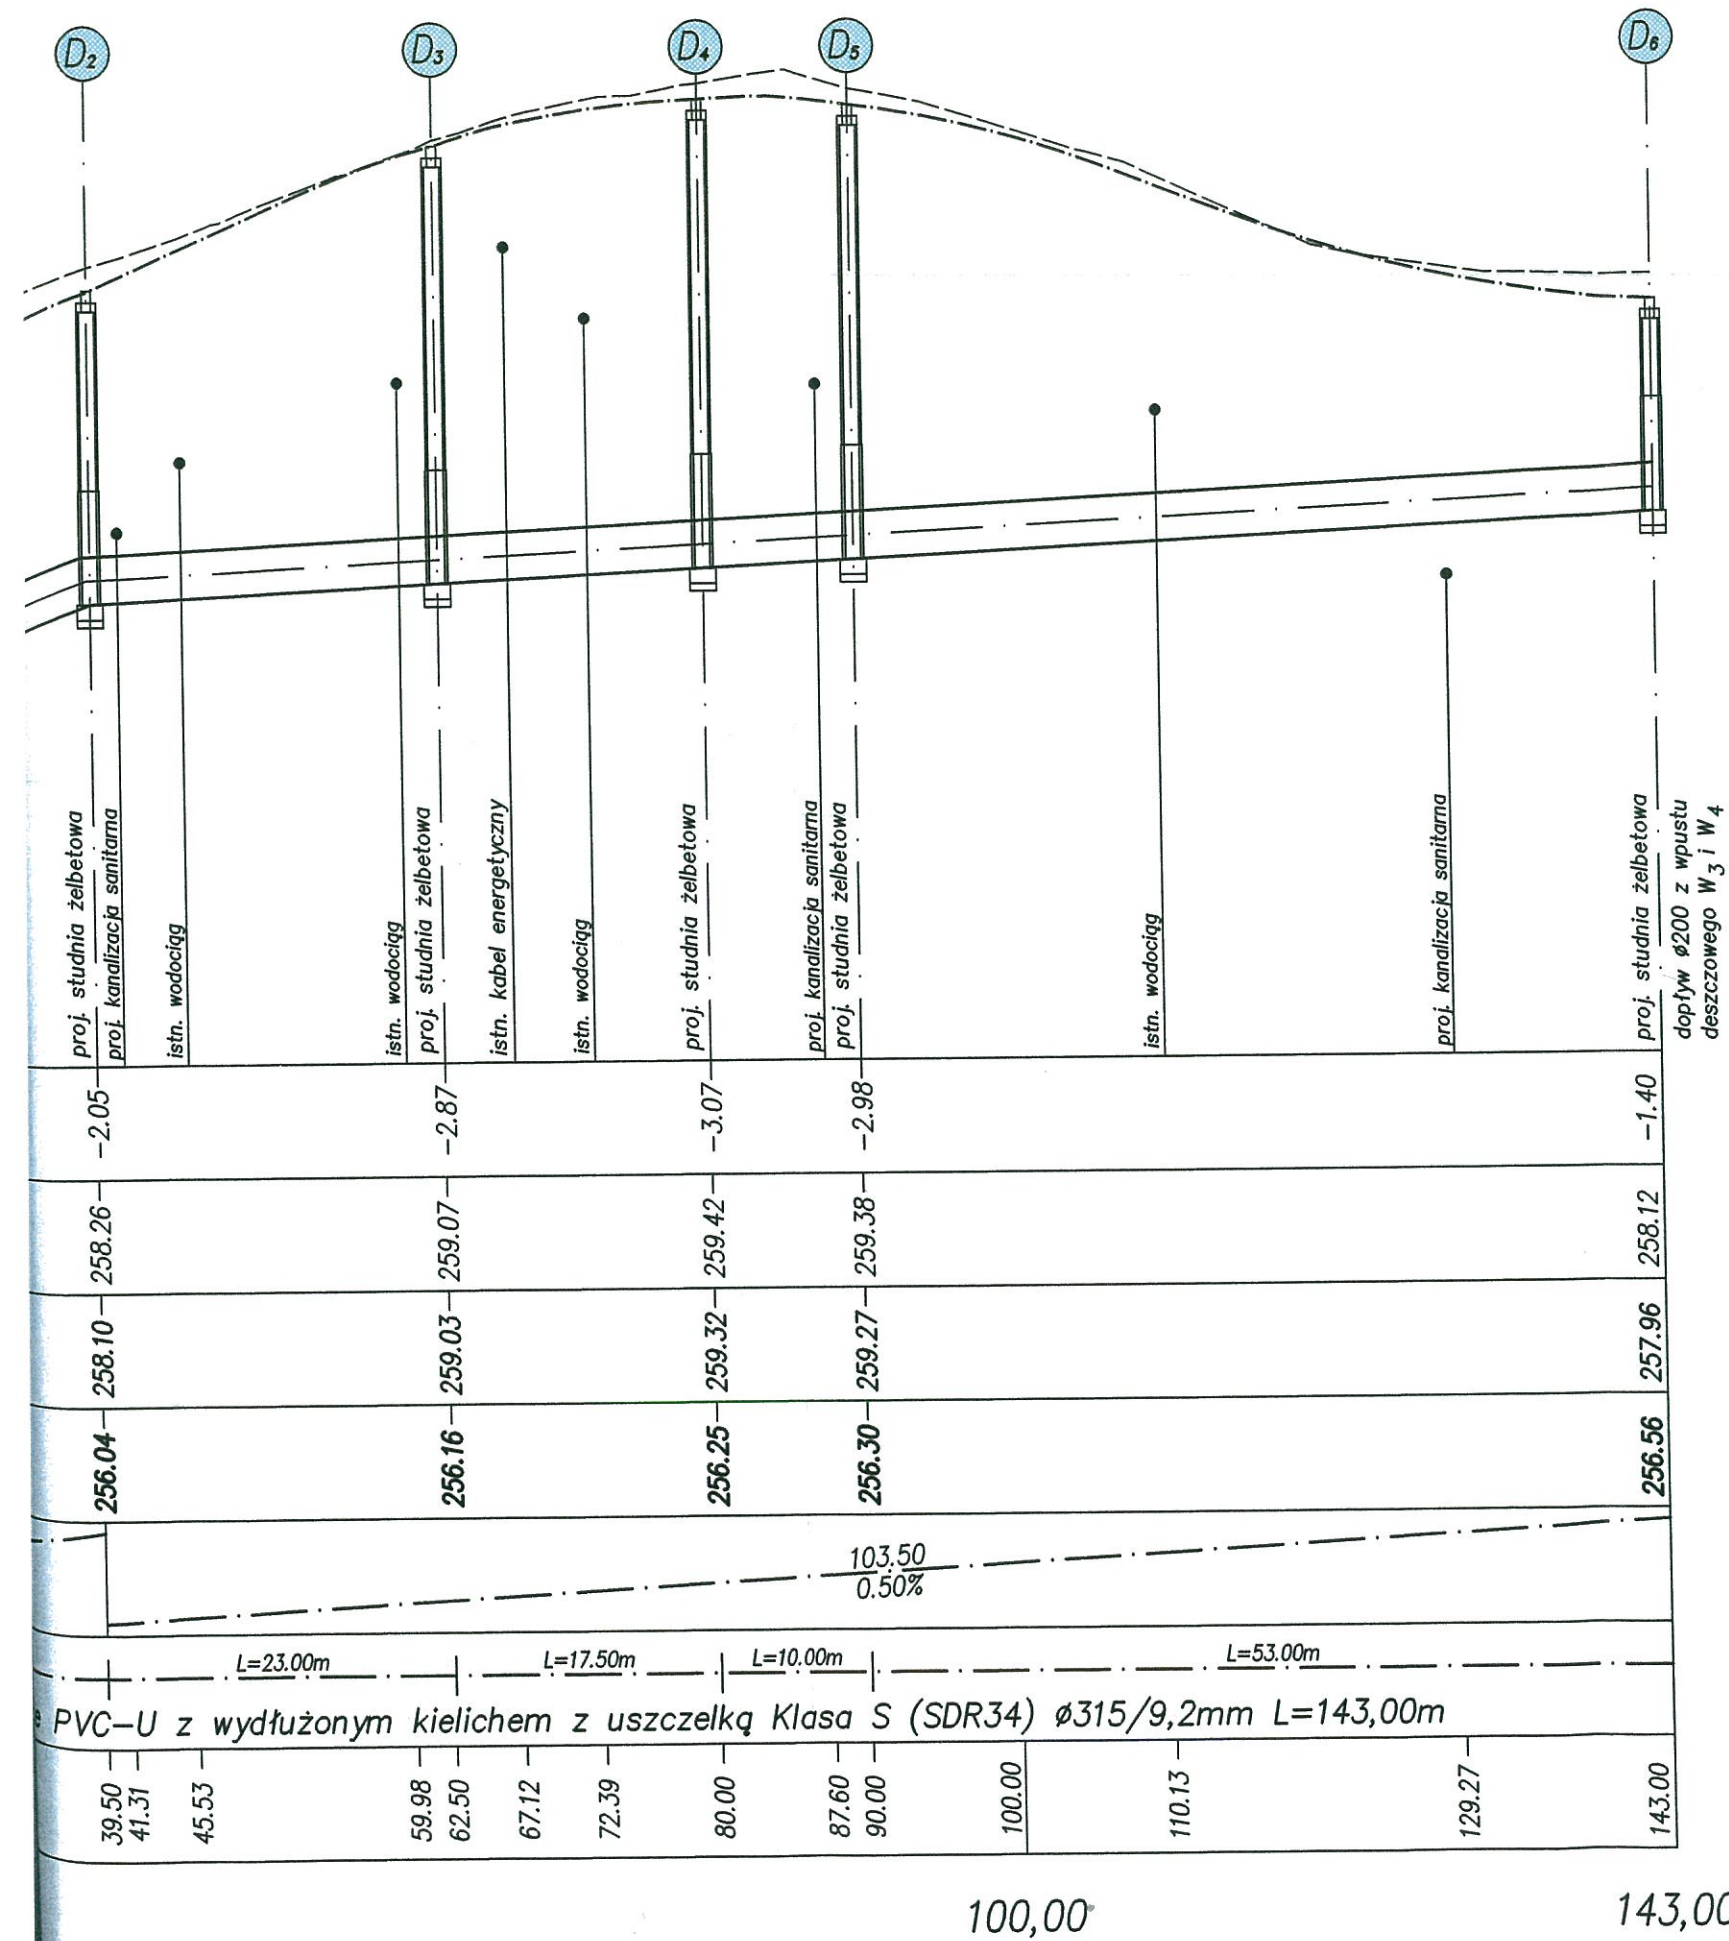 D2
D3
D4
D5
D6
proj. studnia żelbetowa
proj. kanalizacja sanitarna
istn. wodociąg
istn. wodociąg
proj. studnia żelbetowa
istn. kabel energetyczny
istn. wodociąg
proj. studnia żelbetowa
proj. kanalizacja sanitarna
proj. studnia żelbetowa
istn. wodociąg
proj. kanalizacja sanitarna
proj. studnia żelbetowa
dopływ ø200 z wpustu
deszczowego W3 i W4
-2.05
-2.87
-3.07
-2.98
-1.40
258.26
259.07
259.42
259.38
258.12
258.10
259.03
259.32
259.27
257.96
256.04
256.16
256.25
256.30
256.56
103.50
0.50%
L=23.00m
L=17.50m
L=10.00m
L=53.00m
PVC-U z wydłużonym kielichem z uszczelką Klasa S (SDR34) ø315/9,2mm L=143,00m
39.50
41.31
45.53
59.98
62.50
67.12
72.39
80.00
87.60
90.00
100.00
110.13
129.27
143.00
100,00